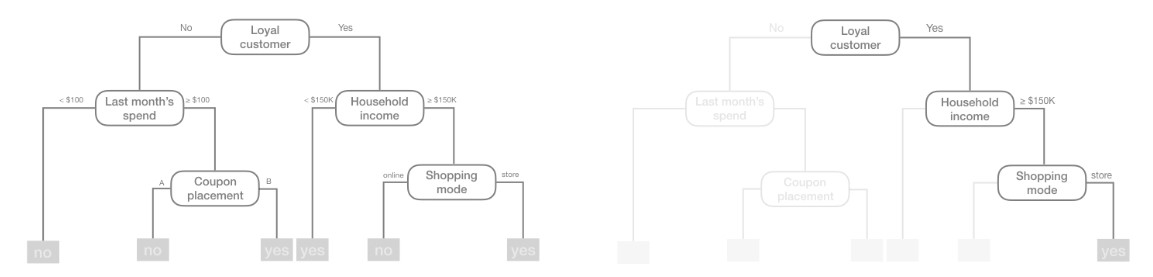 No
Loyal
customer
Yes
< $100
Last month's
spend
≥ $100
< $150K
Household
income
≥ $150K
A
Coupon
placement
B
online
Shopping
mode
store
no
no
yes
yes
no
yes
No
Loyal
customer
Yes
Last month's
spend
Household
income
≥ $150K
Coupon
placement
Shopping
mode
store
yes